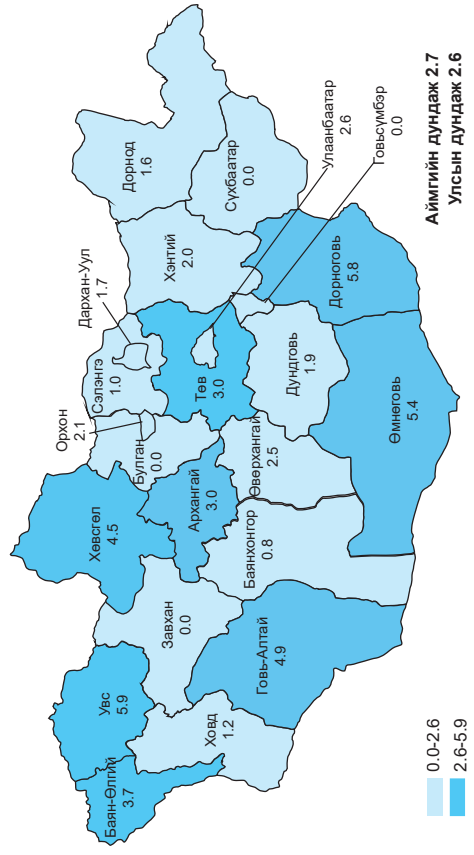 Баян-Өлгий
3.7
Увс
5.9
Ховд
1.2
Завхан
0.0
Говь-Алтай
4.9
Хөвсгөл
4.5
Архангай
3.0
Баянхонгор
0.8
Орхон
2.1
Булган
0.0
Өвөрхангай
2.5
Сэлэнгэ
1.0
Дархан-Уул
1.7
Төв
3.0
Дундговь
1.9
Өмнөговь
5.4
Хэнтий
2.0
Дорноговь
5.8
Дорнод
1.6
Сүхбаатар
0.0
Улаанбаатар
2.6
Говьсүмбэр
0.0
0.0-2.6
2.6-5.9
Аймгийн дундаж 2.7
Улсын дундаж 2.6